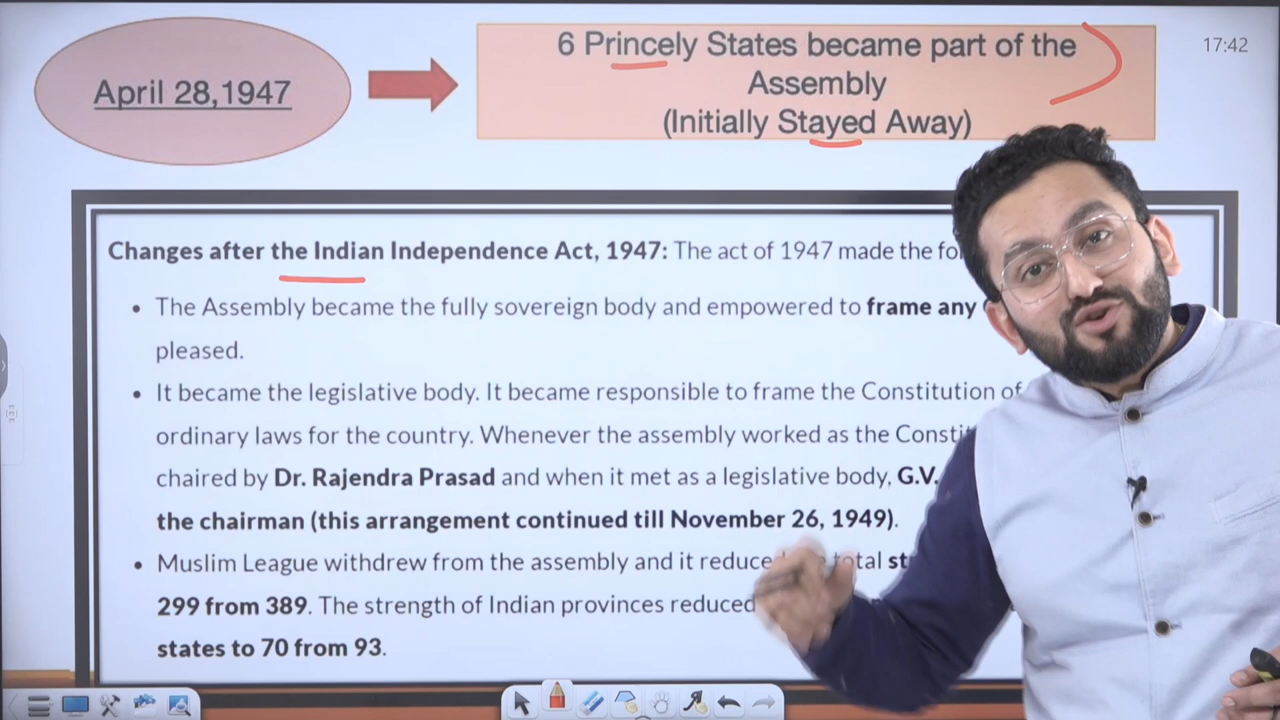 April 28,1947
6 Princely States became part of the
Assembly
(Initially Stayed Away)
17:42
Changes after the Indian Independence Act, 1947: The act of 1947 made the
• The Assembly became the fully sovereign body and empowered to frame any
pleased.
• It became the legislative body. It became responsible to frame the Constitution of
ordinary laws for the country. Whenever the assembly worked as the
chaired by Dr. Rajendra Prasad and when it met as a legislative body, G.V.
the chairman (this arrangement continued till November 26, 1949).
• Muslim League withdrew from the assembly and it total
299 from 389. The strength of Indian provinces reduced
states to 70 from 93.